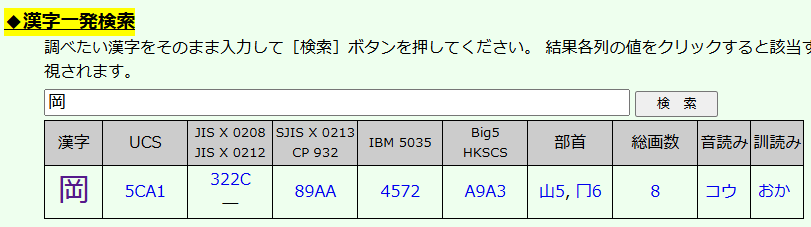 ◆漢字一発検索
調べたい漢字をそのまま入力して［検索］ボタンを押してください。 結果各列の値をクリックすると該当す
視されます。
岡 検 索
漢字 UCS JIS X 0208 JIS X 0212 SJIS X 0213 CP 932 IBM 5035 Big5 HKSCS 部首 総画数 音読み 訓読み
岡 5CA1 322C — 89AA 4572 A9A3 山5, 冂6 8 コウ おか